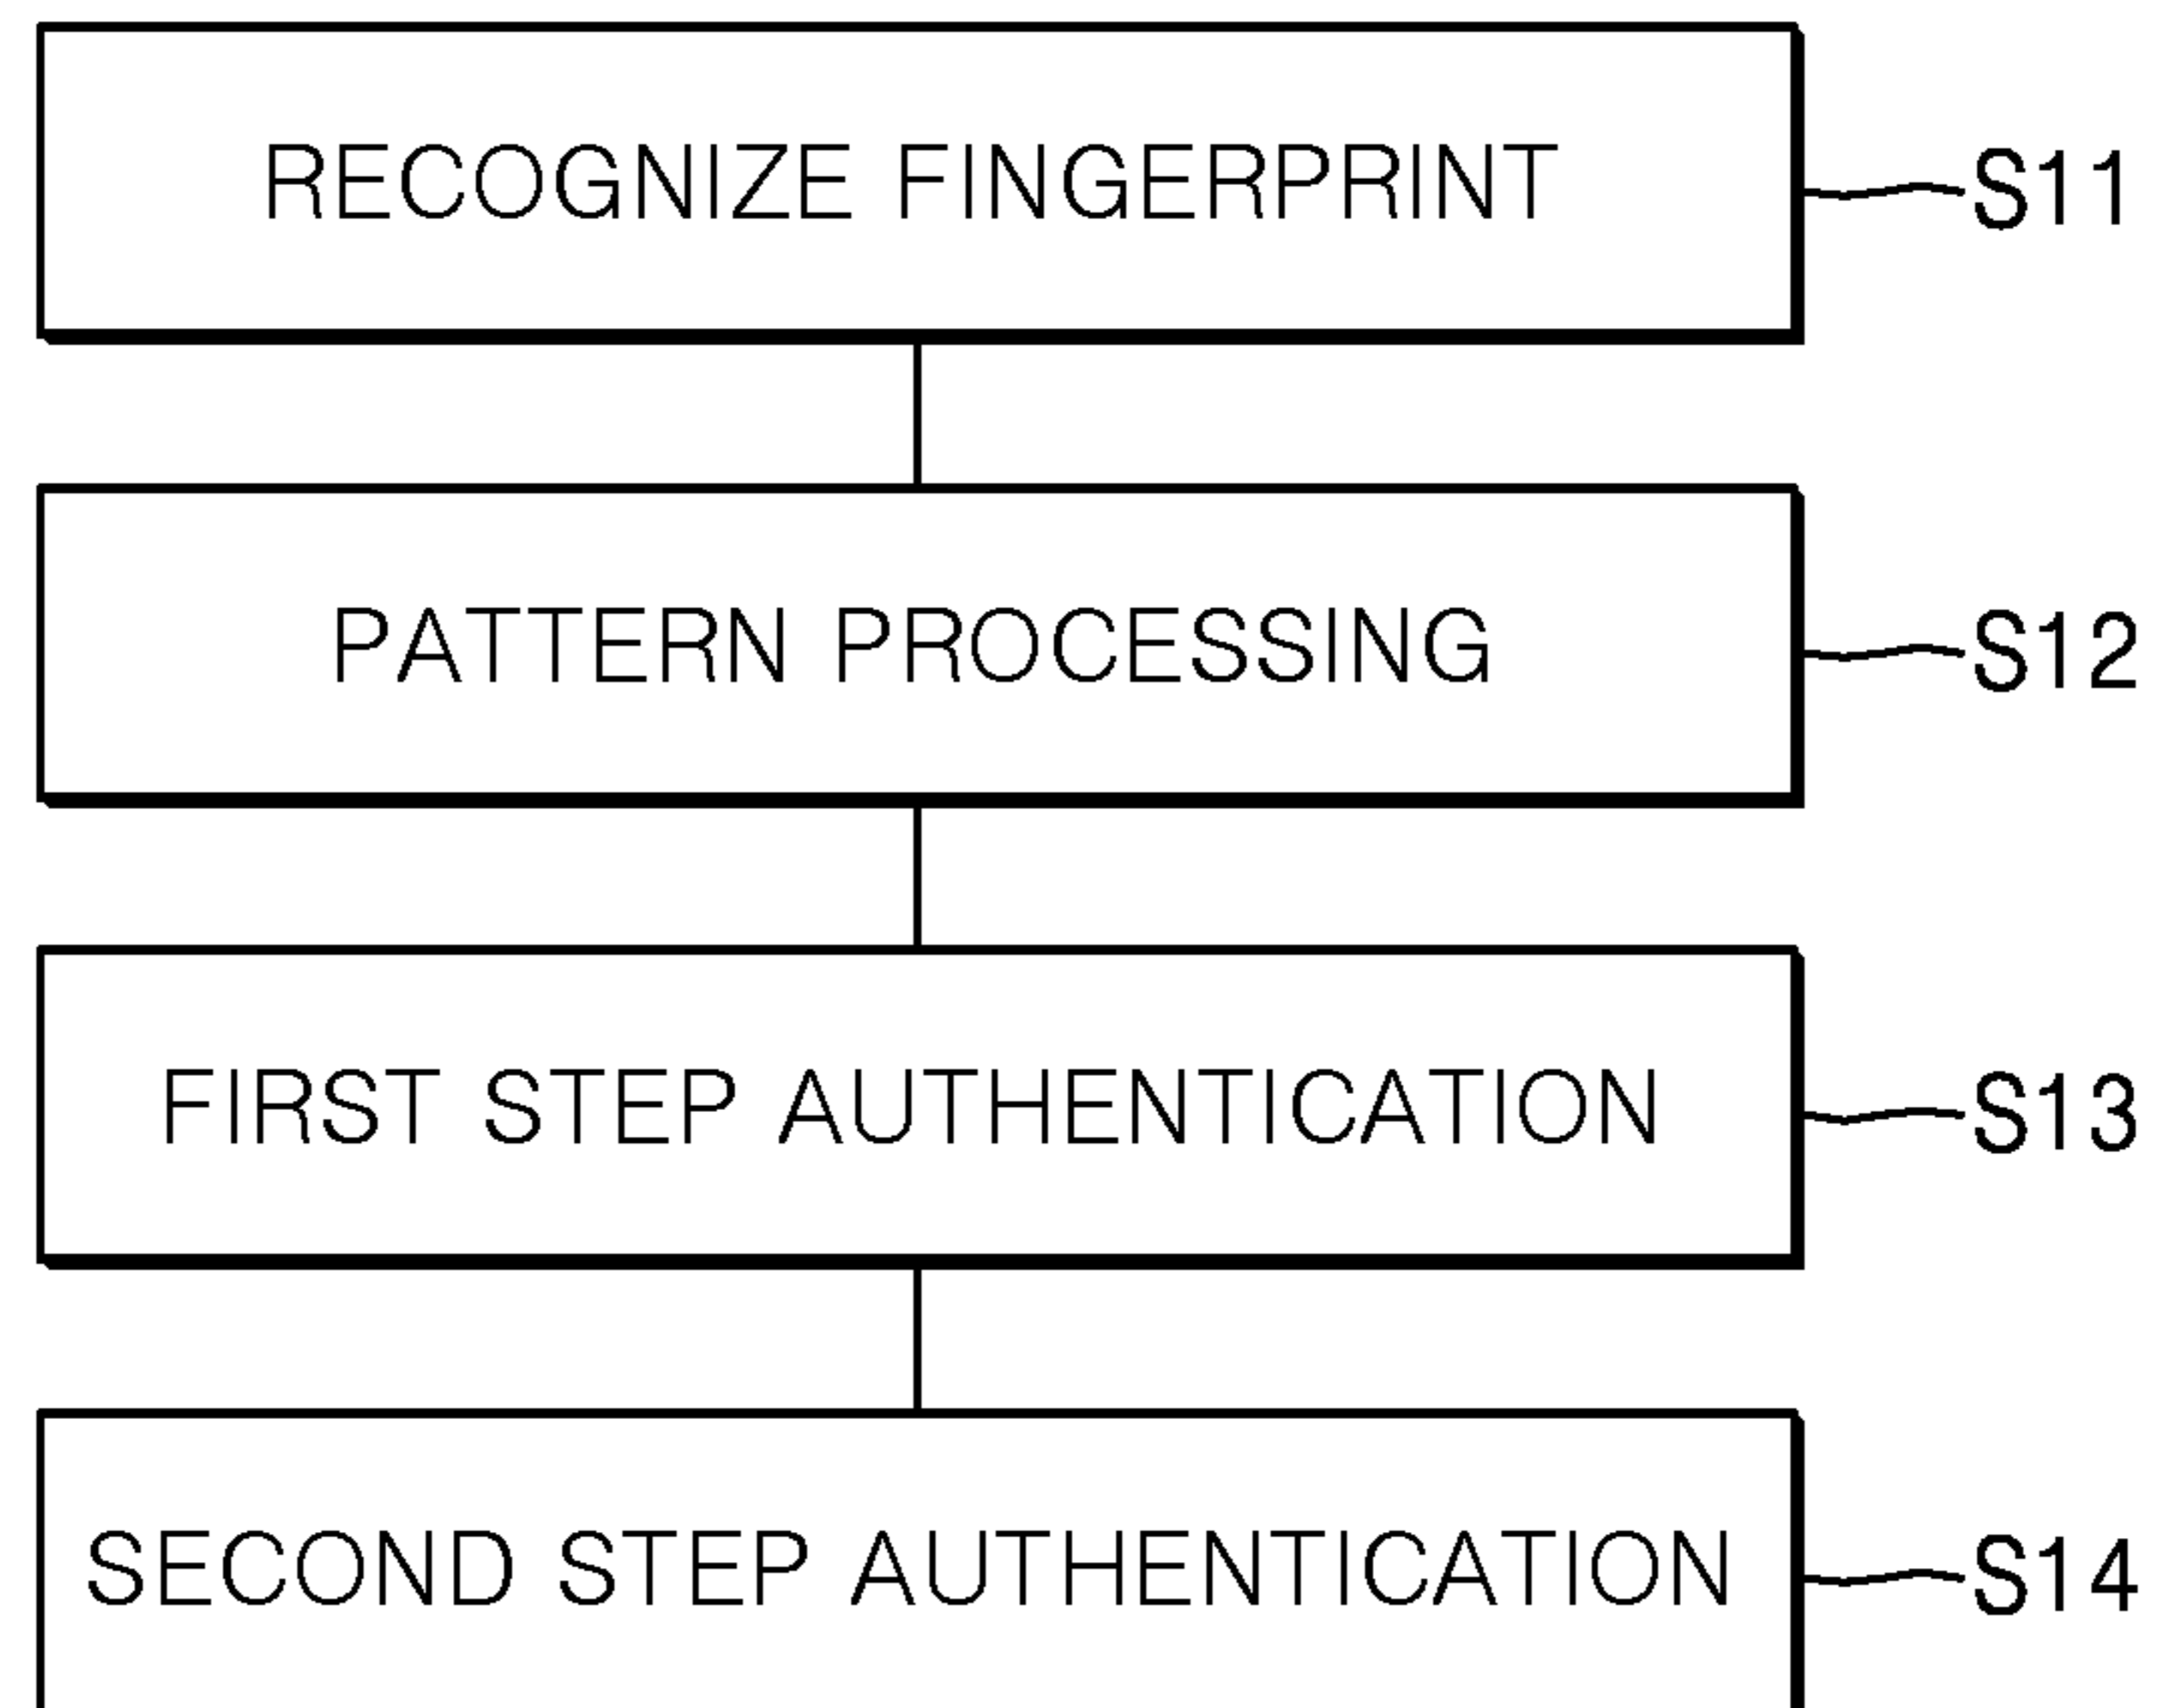 RECOGNIZE FINGERPRINT S11
PATTERN PROCESSING S12
FIRST STEP AUTHENTICATION S13
SECOND STEP AUTHENTICATION S14